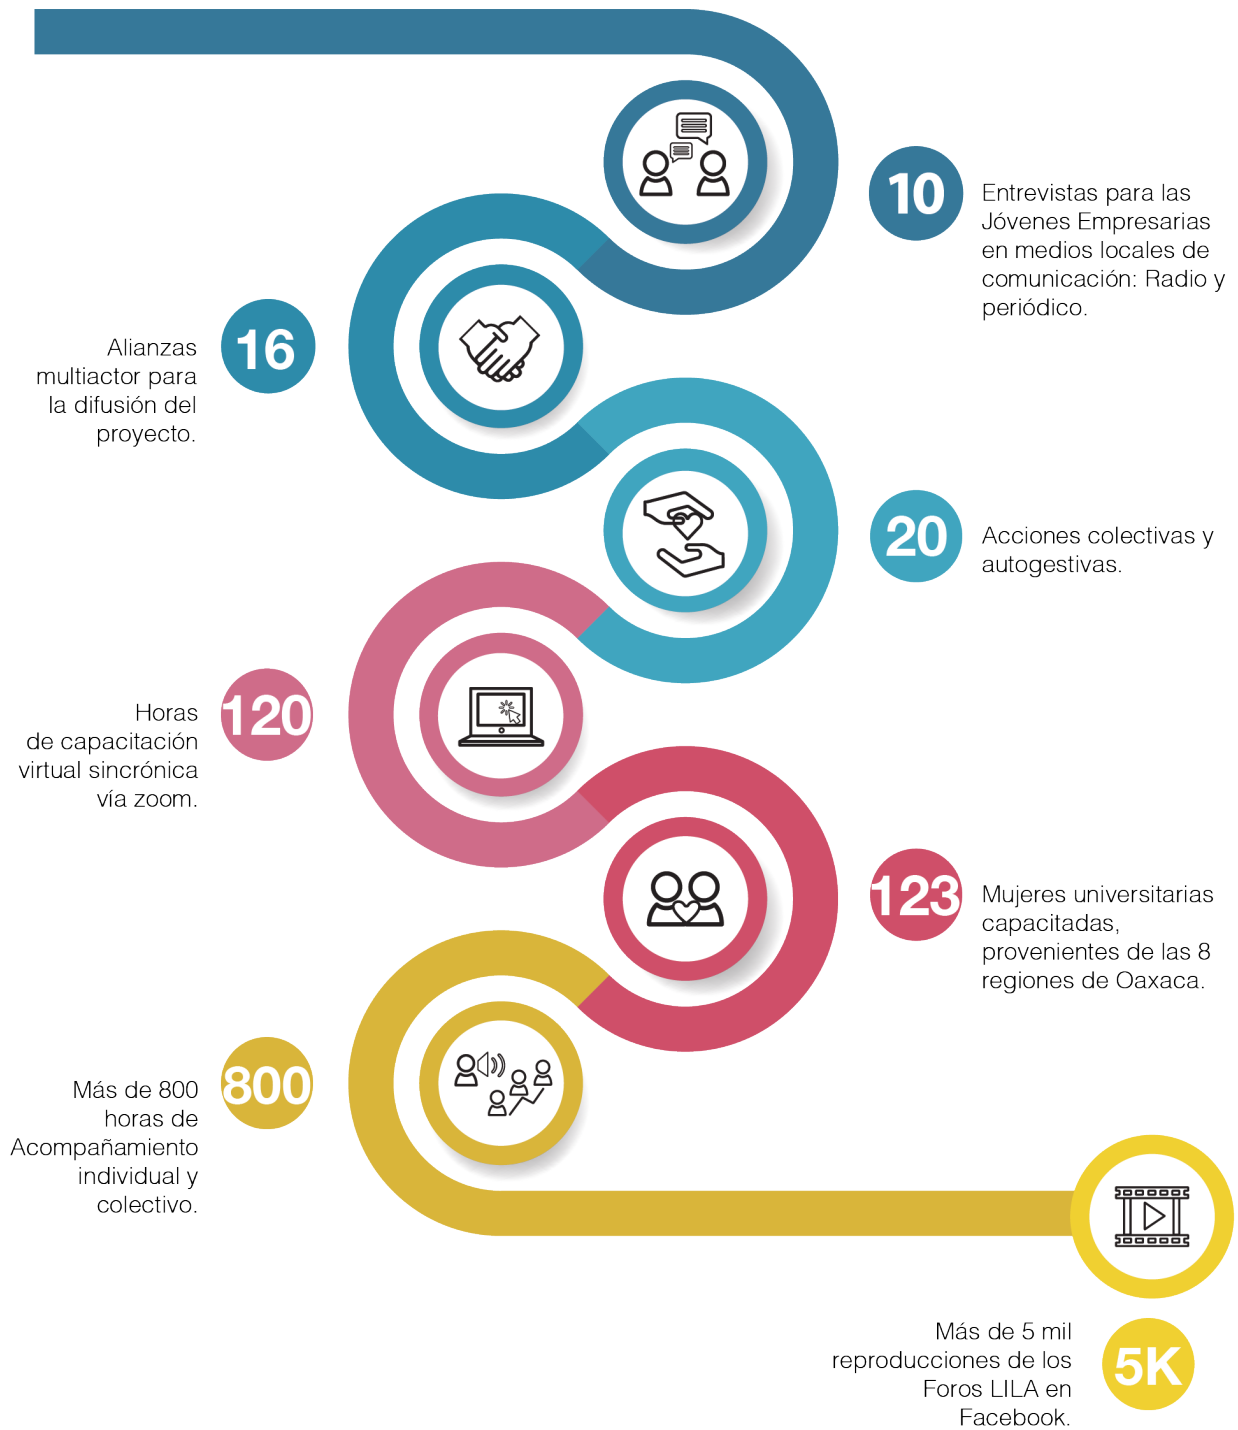 10
Entrevistas para las
Jóvenes Empresarias
en medios locales de
comunicación: Radio y
periódico.
16
Alianzas
multiactor para
la difusión del
proyecto.
20
Acciones colectivas y
autogestivas.
120
Horas
de capacitación
virtual sincrónica
vía zoom.
123
Mujeres universitarias
capacitadas,
provenientes de las 8
regiones de Oaxaca.
800
Más de 800
horas de
Acompañamiento
individual y
colectivo.
Más de 5 mil
reproducciones de los
Foros LILA en
Facebook.
5K